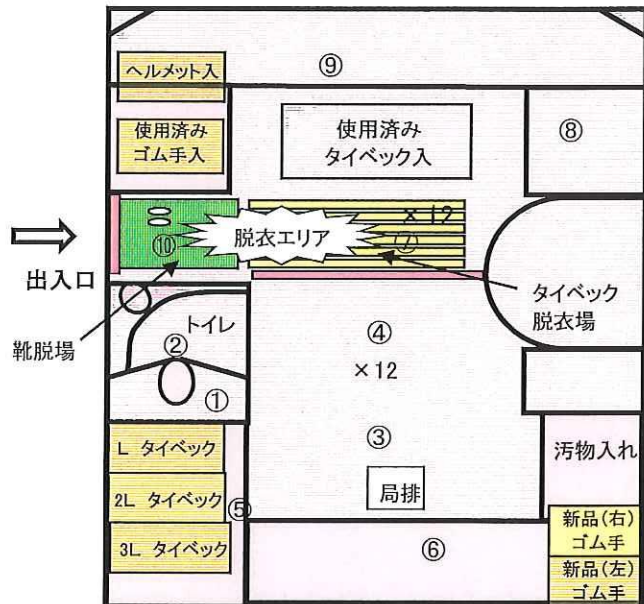 ⑨
ヘルメット入
使用済み
ゴム手入
使用済み
タイベック入
⑧
×12
⑩
脱衣エリア
⑦
出入口
タイベック
脱衣場
靴脱場
トイレ
②
①
④
×12
③
局排
L タイベック
2L タイベック
3L タイベック
⑤
⑥
汚物入れ
新品(右)
ゴム手
新品(左)
ゴム手